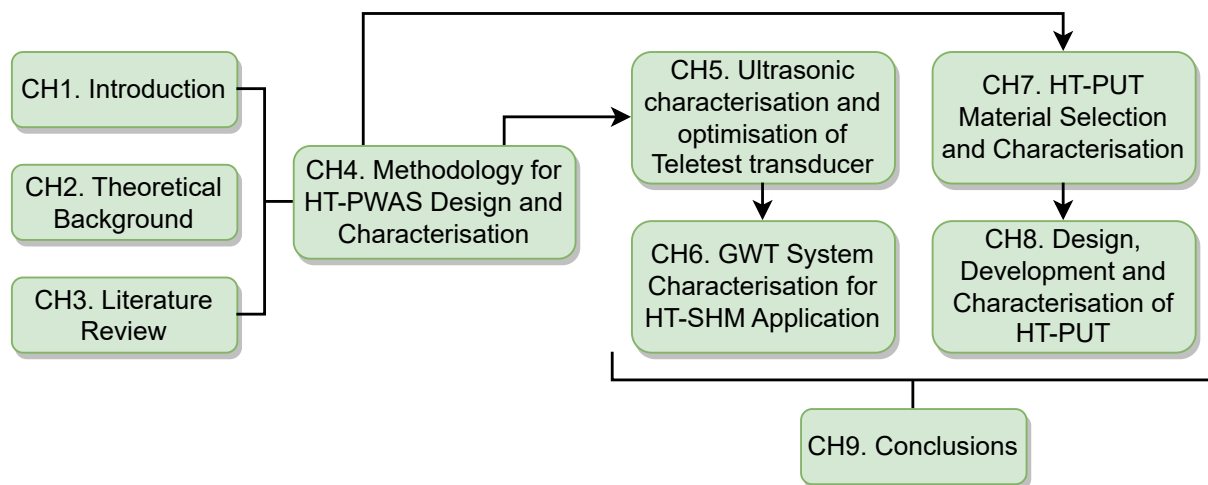 CH1. Introduction
CH2. Theoretical
Background
CH3. Literature
Review
CH4. Methodology for
HT-PWAS Design and
Characterisation
CH5. Ultrasonic
characterisation and
optimisation of
Teletest transducer
CH6. GWT System
Characterisation for
HT-SHM Application
CH7. HT-PUT
Material Selection
and Characterisation
CH8. Design,
Development and
Characterisation of
HT-PUT
CH9. Conclusions